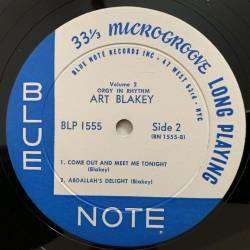 33⅓ MICROGROOVE LONG PLAYING
BLUE NOTE RECORDS INC • 47 WEST 63rd • NYC
Volume 2
ORGY IN RHYTHM
ART BLAKEY
BLP 1555
Side 2
(BN 1555-B)
1. COME OUT AND MEET ME TONIGHT
(Blakey)
2. ABDALLAH'S DELIGHT (Blakey)
BLUE
NOTE